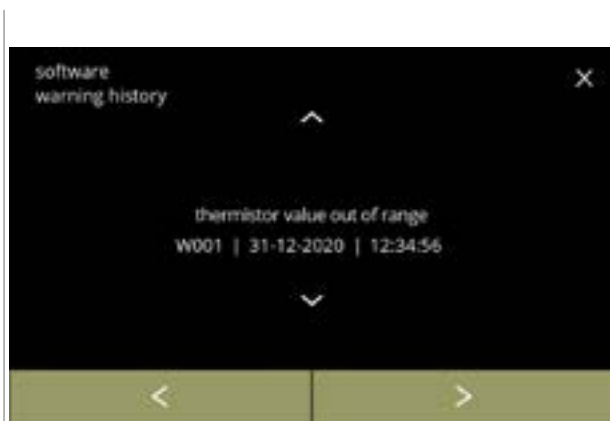 software
warning history
thermistor value out of range
W001 | 31-12-2020 | 12:34:56